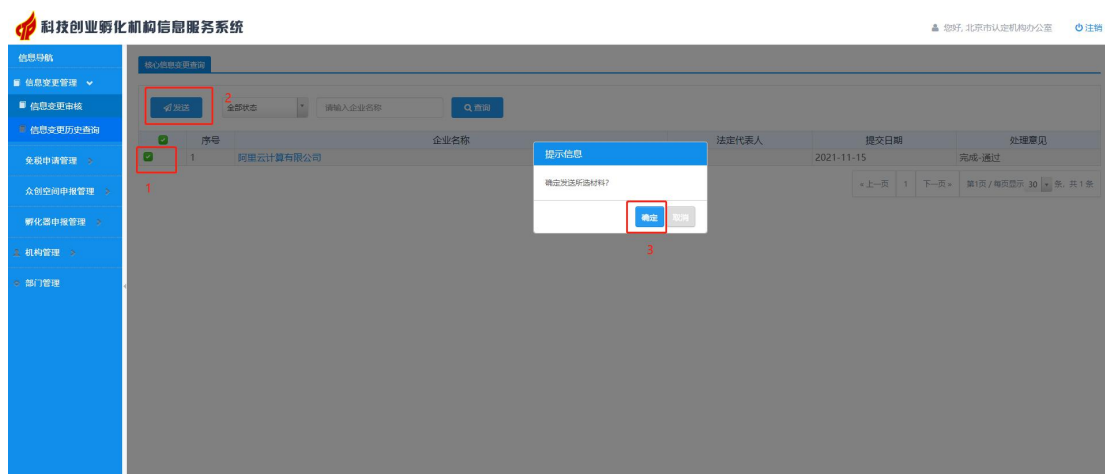 科技创业孵化机构信息服务系统
您好, 北京市认定机构办公室 注销
信息导航
信息变更管理
信息变更审核
信息变更历史查询
免税申请管理
众创空间申报管理
孵化器申报管理
机构管理
部门管理
核心信息变更查询
发送 2 全部状态 请输入企业名称 查询
序号 企业名称 法定代表人 提交日期 处理意见
1 阿里云计算有限公司 2021-11-15 完成-通过
1
«上一页 1 下一页» 第1页/每页显示 30 条, 共1条
提示信息
确定发送所选材料?
确定 取消
3